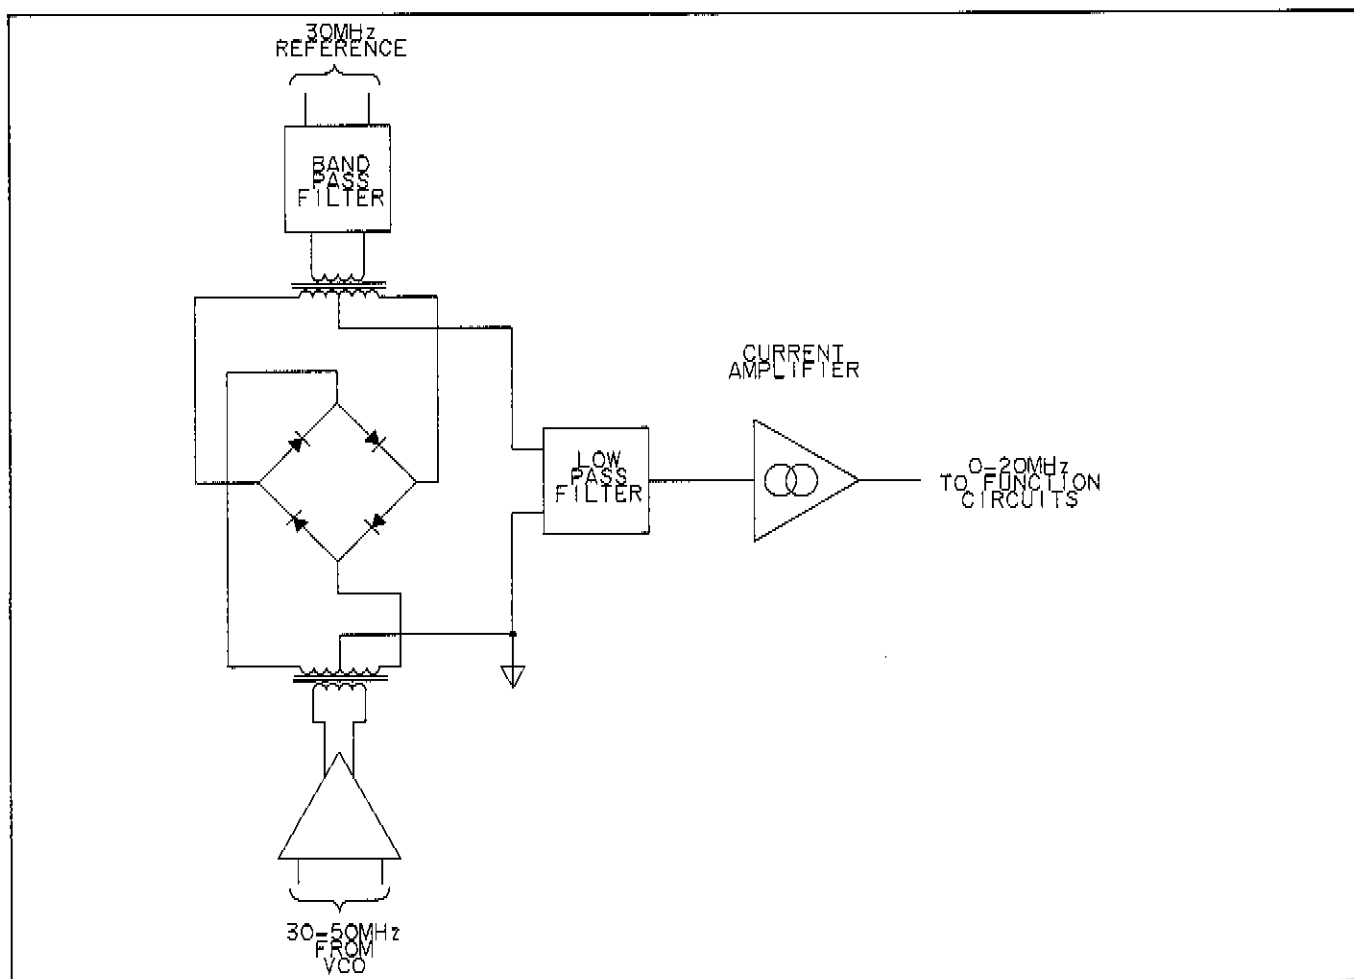 30MHz
REFERENCE
BAND
PASS
FILTER
CURRENT
AMPLIFIER
LOW
PASS
FILTER
0-20MHz
TO FUNCTION
CIRCUITS
30-50MHz
FROM
VCO